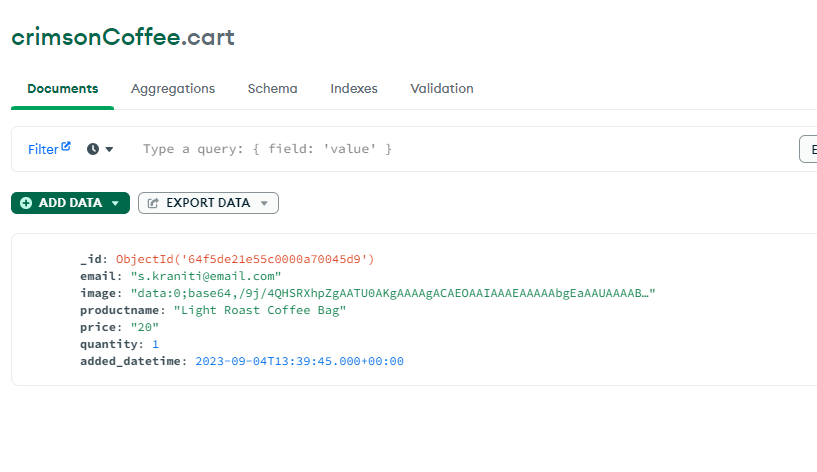 crimsonCoffee.cart
Documents Aggregations Schema Indexes Validation
Filter Type a query: { field: 'value' } E
ADD DATA EXPORT DATA
_id: ObjectId('64f5de21e55c0000a70045d9')
email: "s.kraniti@email.com"
image: "data:0;base64,/9j/4QHSRXhpZgAATU0AKgAAAAgACAEOAAIAAAEAAAAAbgEaAAUAAAAB…"
productname: "Light Roast Coffee Bag"
price: "20"
quantity: 1
added_datetime: 2023-09-04T13:39:45.000+00:00